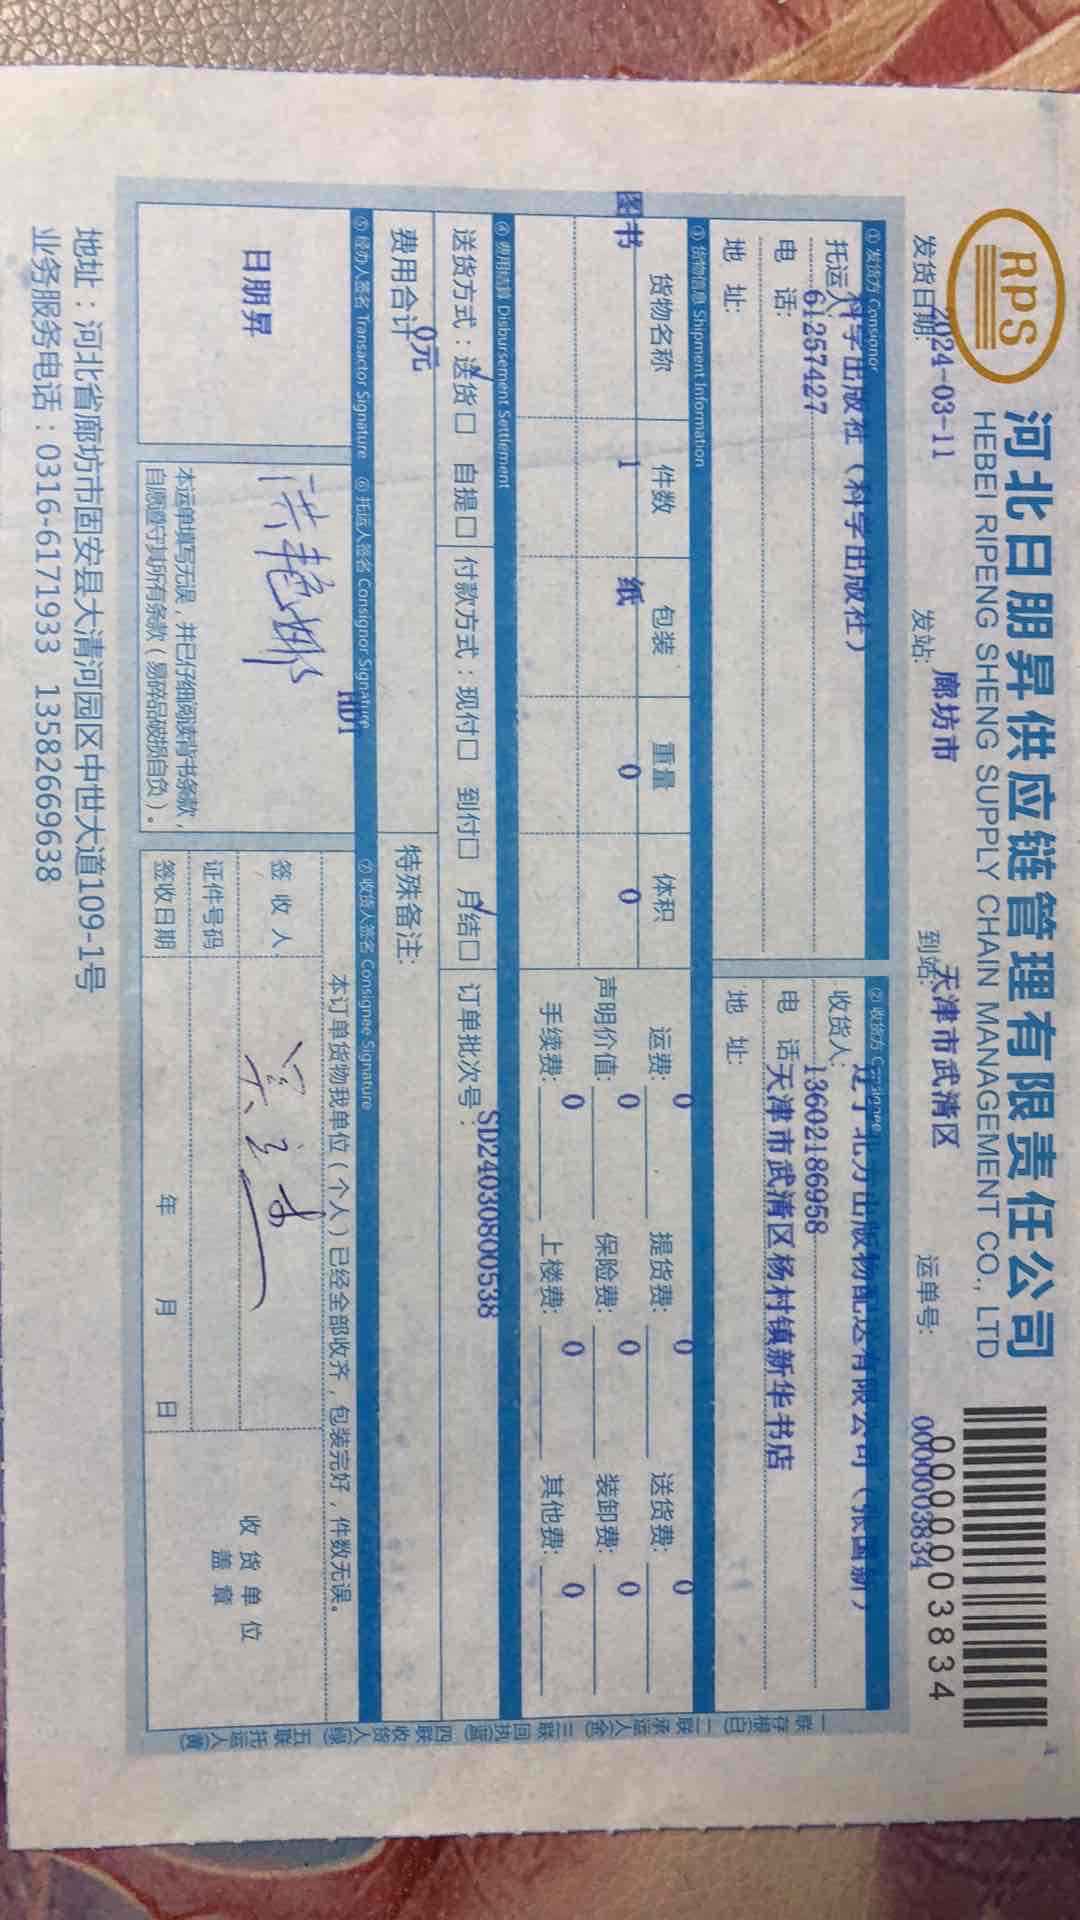 RPS
河北日朋昇供应链管理有限责任公司
HEBEI RIPENG SHENG SUPPLY CHAIN MANAGEMENT CO., LTD
0000003834
发货日期: 2024-03-11 发站: 廊坊市 到站: 天津市武清区 运单号: 0000003834
① 发货方 Consignor
托运人 科学出版社（科学出版社）
电 话: 61257427
地 址:
② 收货方 Consignee
收货人: 辽宁北方出版物配送有限公司（张国新）
电 话 13602186958
地 址: 天津市武清区杨村镇新华书店
③ 货物信息 Shipment Information
货物名称 件数 包装 重量 体积
图书 1 纸 0 0
运费: 0 提货费: 0 送货费: 0
声明价值: 0 保险费: 0 装卸费: 0
手续费: 0 上楼费: 0 其他费: 0
④ 费用结算 Disbursement Settlement
送货方式：送货☑ 自提□ 付款方式：现付□ 到付□ 月结☑ 订单批次号: SD240308000538
费用合计 0元
特殊备注:
⑤ 经办人签名 Transactor Signature
日朋昇
⑥ 托运人签名 Consignor Signature
本运单填写无误，并已仔细阅读背书条款，
自愿遵守其所有条款（易碎品破损自负）。
⑦ 收货人签名 Consignee Signature
本订单货物我单位（个人）已经全部收齐，包装完好，件数无误。
签 收 人
证件号码
签收日期 年 月 日
收 货 单 位
盖 章
一联 存根(白) 二联 承运人(金) 三联 回执(蓝) 四联 收货人(绿) 五联 托运人(黄)
地址：河北省廊坊市固安县大清河园区中世大道109-1号
业务服务电话：0316-6171933 13582669638